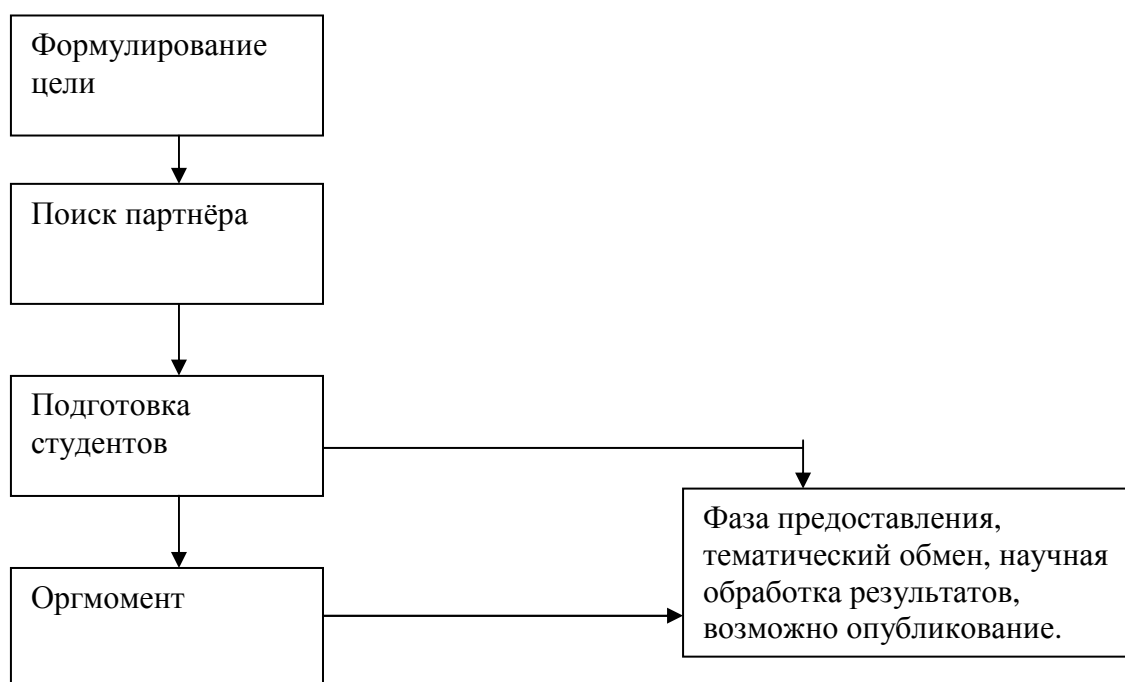 Формулирование
цели
Поиск партнёра
Подготовка
студентов
Оргмомент
Фаза предоставления,
тематический обмен, научная
обработка результатов,
возможно опубликование.